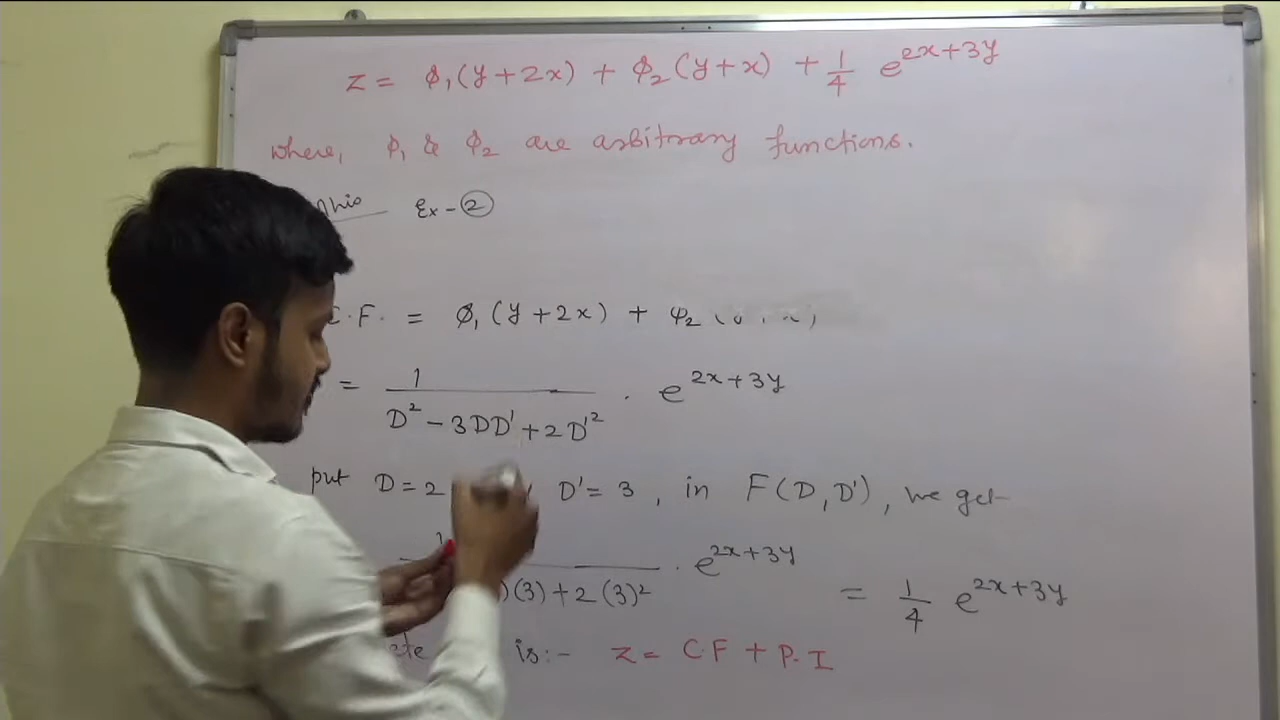 z = ϕ₁(y+2x) + ϕ₂(y+x) + 1/4 e^{2x+3y}
where, ϕ₁ & ϕ₂ are arbitrary functions.
Ex-②
C.F. = ϕ₁(y+2x) + φ₂
= 1/(D²-3DD'+2D'²) . e^{2x+3y}
put D=2 D'=3, in F(D,D'), we get
)(3)+2(3)² . e^{2x+3y} = 1/4 e^{2x+3y}
is:- z = C.F + P.I